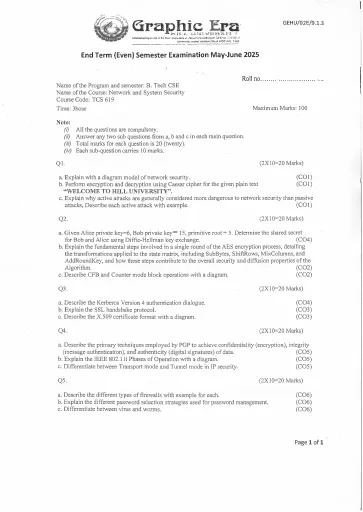 GEHU/02E/9.1.3
Graphic Era
HILL UNIVERSITY
End Term (Even) Semester Examination May-June 2025
Roll no.....................
Name of the Program and semester: B. Tech CSE
Name of the Course: Network and System Security
Course Code: TCS 619
Time: 3hour Maximum Marks: 100
Note:
(i) All the questions are compulsory.
(ii) Answer any two sub questions from a, b and c in each main question.
(iii) Total marks for each question is 20 (twenty).
(iv) Each sub-question carries 10 marks.
Q1. (2X10=20 Marks)
a. Explain with a diagram model of network security. (CO1)
b. Perform encryption and decryption using Caesar cipher for the given plain text (CO1)
"WELCOME TO HILL UNIVERSITY".
c. Explain why active attacks are generally considered more dangerous to network security than passive
attacks, Describe each active attack with example. (CO1)
Q2. (2X10=20 Marks)
a. Given Alice private key=6, Bob private key= 15, primitive root= 5. Determine the shared secret
for Bob and Alice using Diffie-Hellman key exchange. (CO4)
b. Explain the fundamental steps involved in a single round of the AES encryption process, detailing
the transformations applied to the state matrix, including SubBytes, ShiftRows, MixColumns, and
AddRoundKey, and how these steps contribute to the overall security and diffusion properties of the
Algorithm. (CO2)
c. Describe CFB and Counter mode block operations with a diagram. (CO2)
Q3. (2X10=20 Marks)
a. Describe the Kerberos Version 4 authentication dialogue. (CO4)
b. Explain the SSL handshake protocol. (CO3)
c. Describe the X.509 certificate format with a diagram. (CO3)
Q4. (2X10=20 Marks)
a. Describe the primary techniques employed by PGP to achieve confidentiality (encryption), integrity
(message authentication), and authenticity (digital signatures) of data. (CO5)
b. Explain the IEEE 802.11i Phases of Operation with a diagram. (CO5)
c. Differentiate between Transport mode and Tunnel mode in IP security. (CO5)
Q5. (2X10=20 Marks)
a. Describe the different types of firewalls with example for each. (CO6)
b. Explain the different password selection strategies used for password management. (CO6)
c. Differentiate between virus and worms. (CO6)
Page 1 of 1